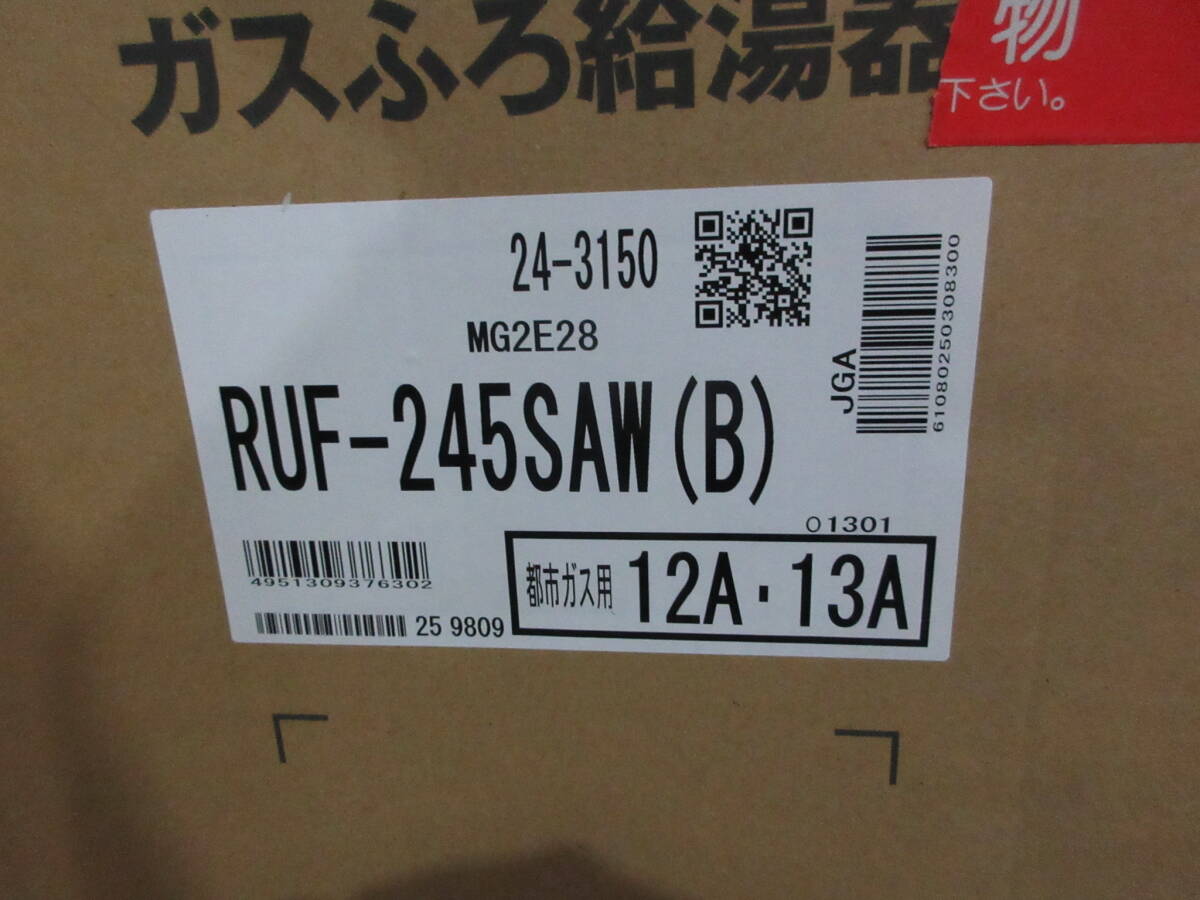 ガスふろ給湯器
物
下さい。
24-3150
MG2E28
RUF-245SAW(B)
JGA
61080250308300
01301
4951309376302
都市ガス用 12A・13A
25 9809